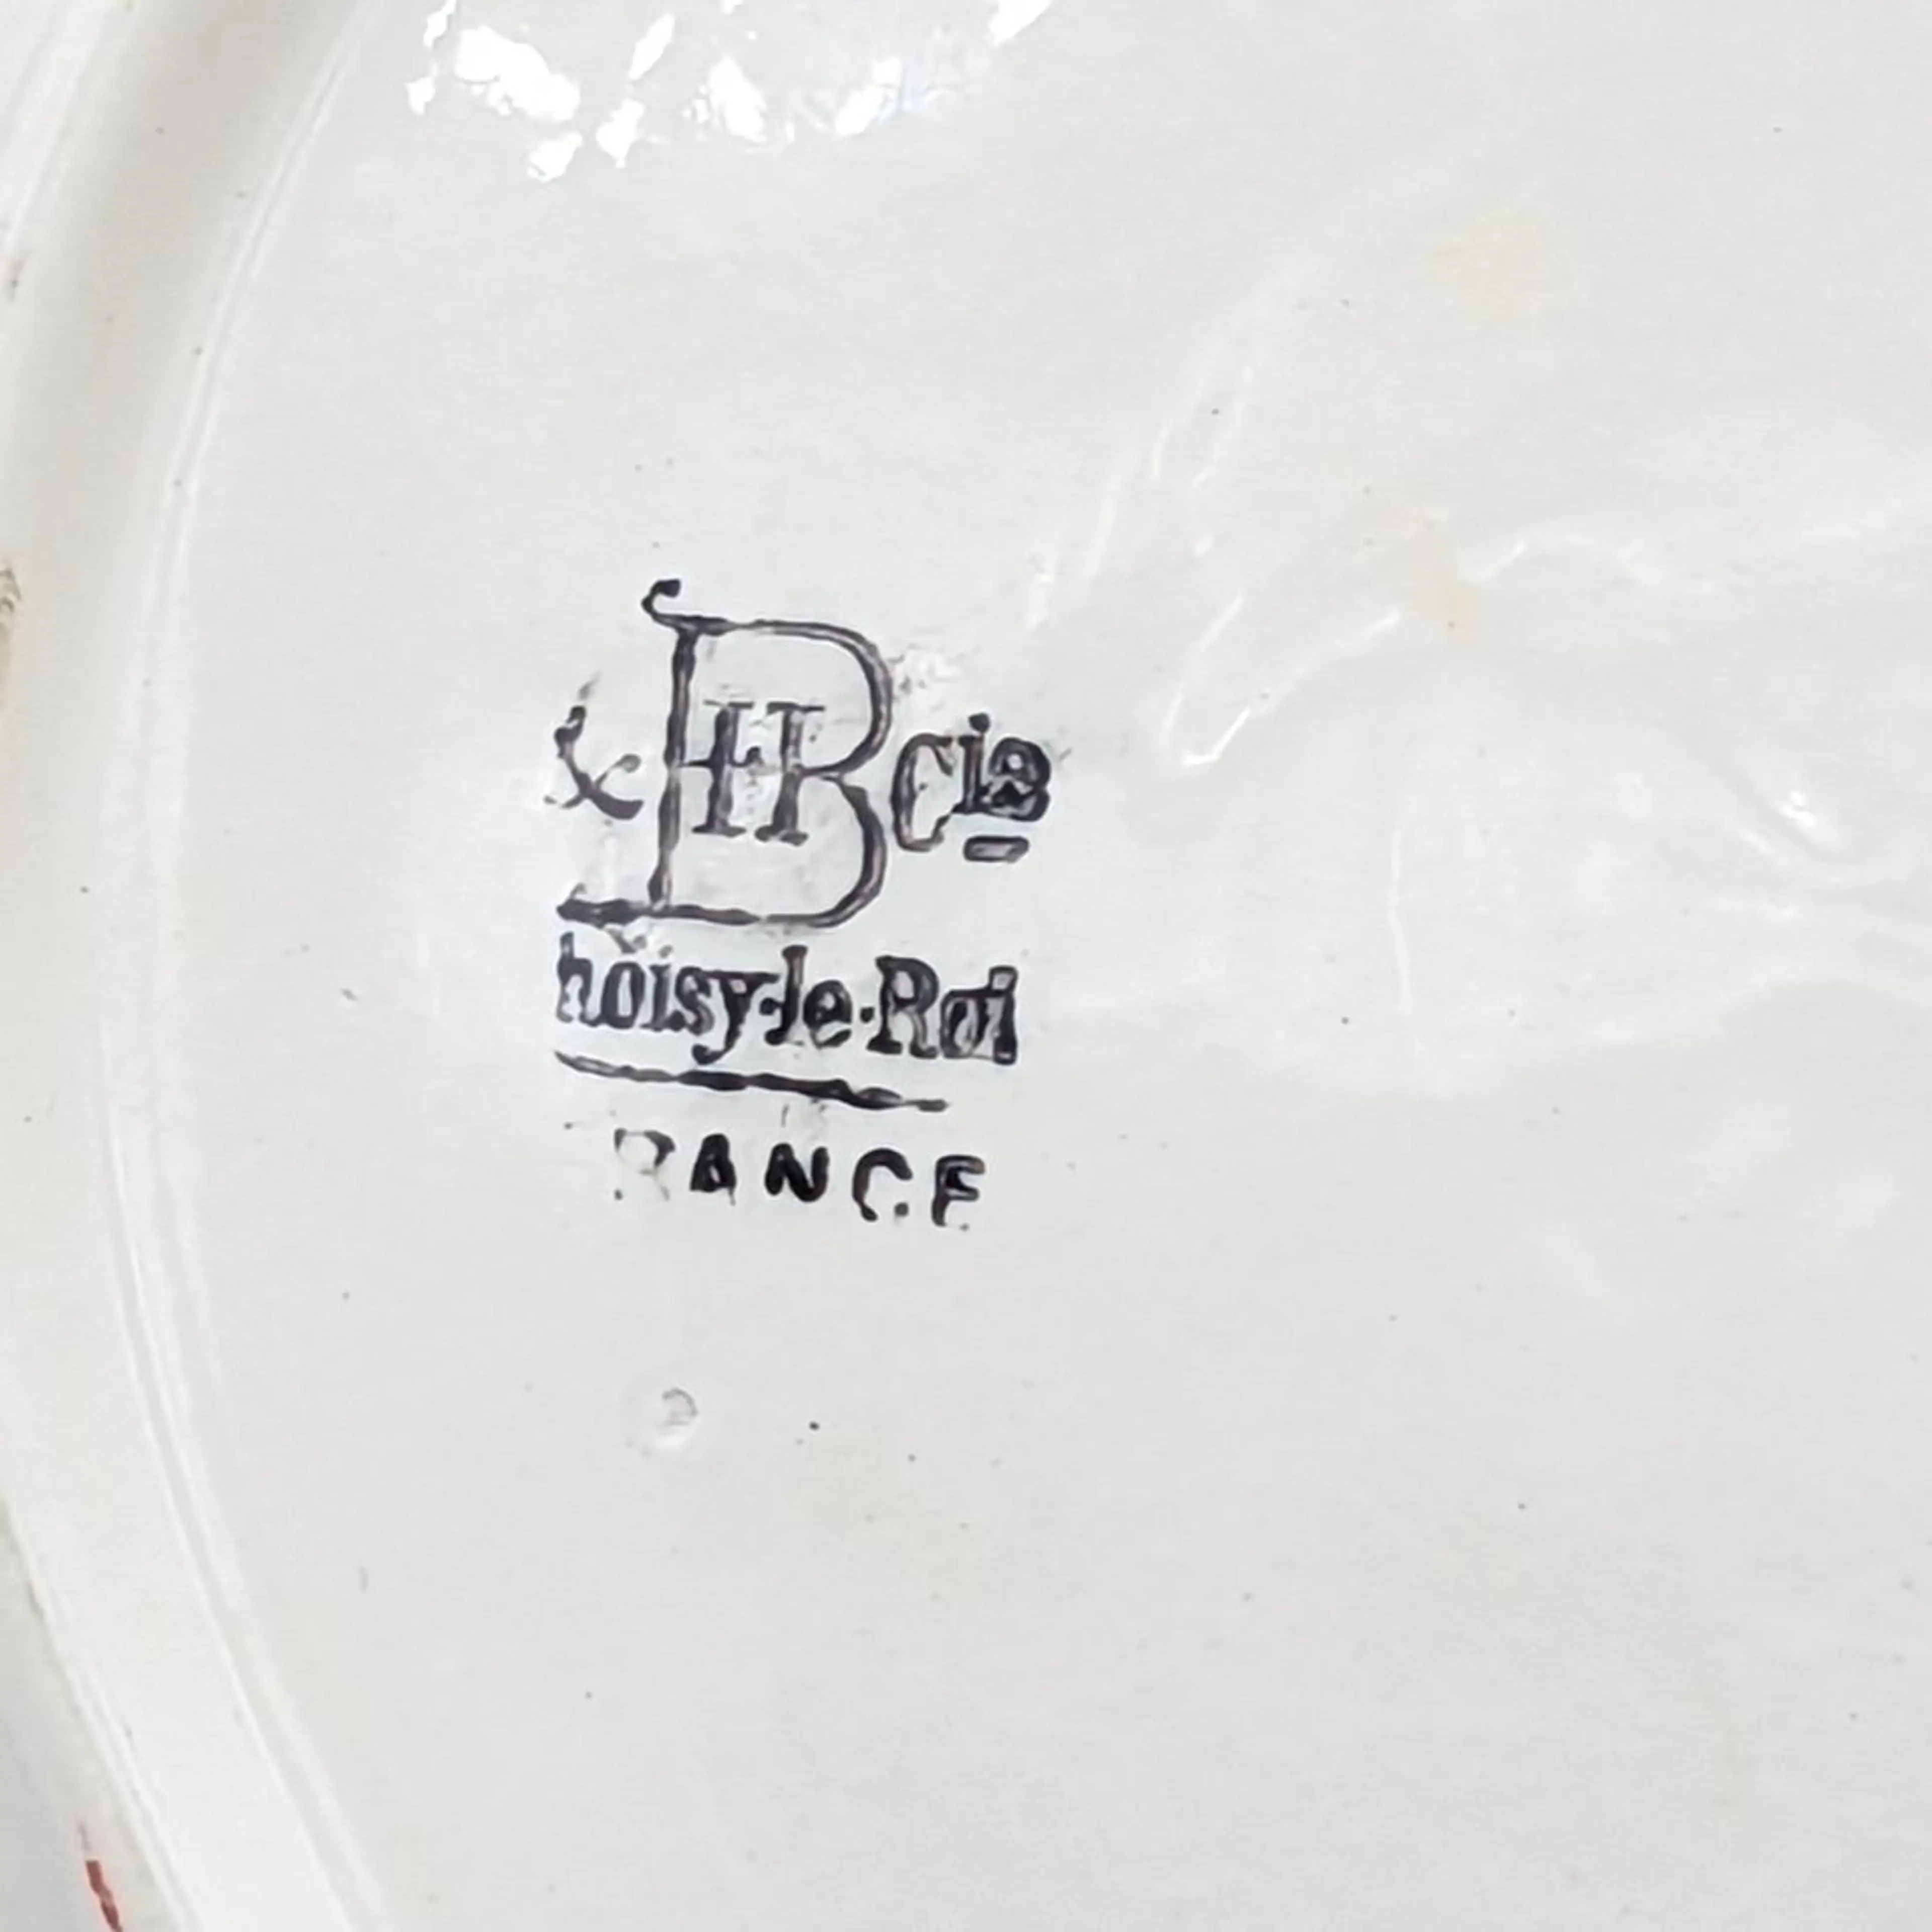 & HB Cie
hoisy-le-Roi
RANCE